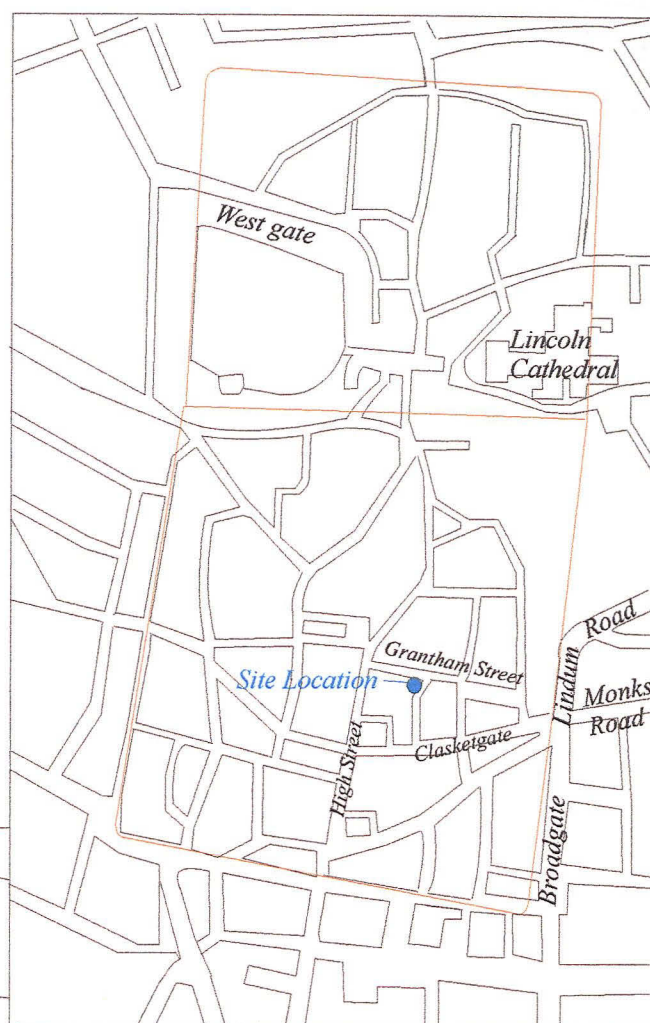 West gate
Lincoln
Cathedral
Road
Grantham Street
Site Location
Lindum
Monks
Road
Clasketgate
High Street
Broadgate